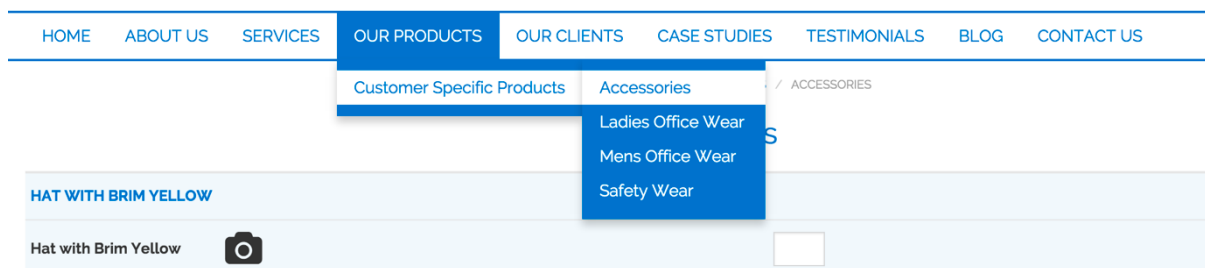 HOME ABOUT US SERVICES OUR PRODUCTS OUR CLIENTS CASE STUDIES TESTIMONIALS BLOG CONTACT US
Customer Specific Products Accessories / ACCESSORIES
Ladies Office Wear
Mens Office Wear
Safety Wear
HAT WITH BRIM YELLOW
Hat with Brim Yellow